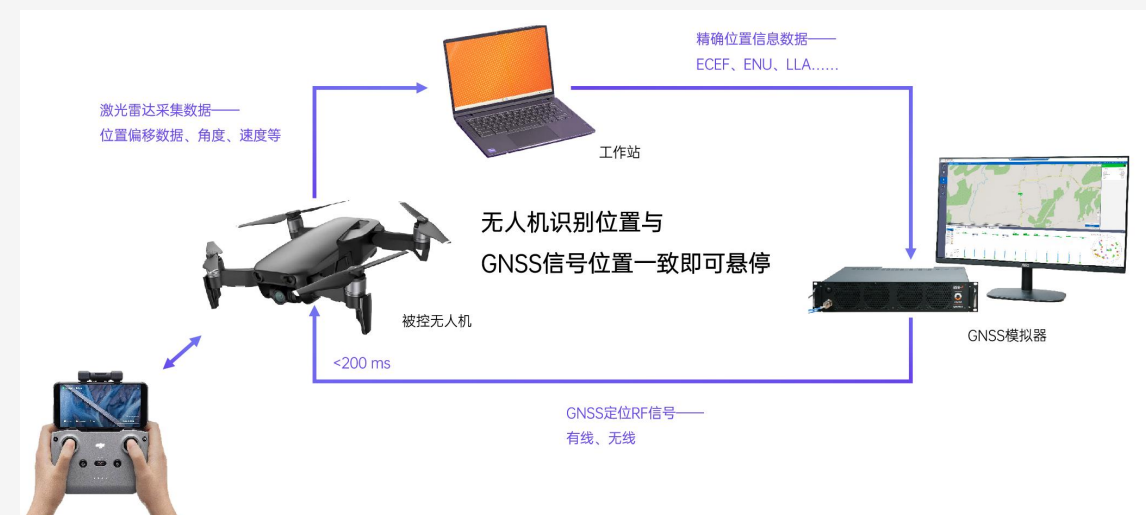 精确位置信息数据——
ECEF、ENU、LLA……
激光雷达采集数据——
位置偏移数据、角度、速度等
工作站
无人机识别位置与
GNSS信号位置一致即可悬停
被控无人机
GNSS模拟器
<200 ms
GNSS定位RF信号——
有线、无线